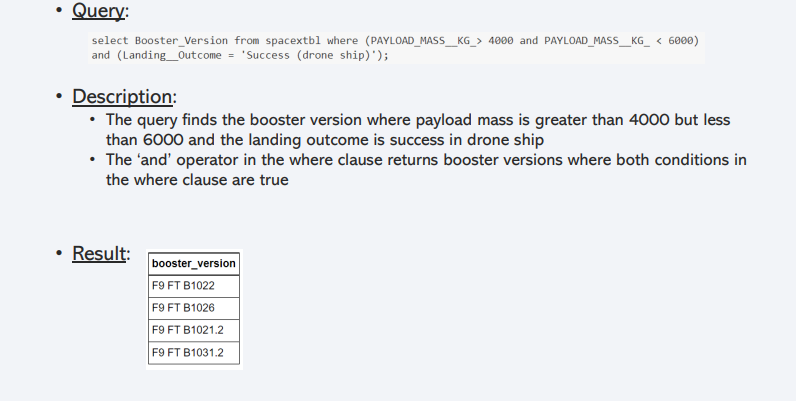 • Query:
select Booster_Version from spacextbl where (PAYLOAD_MASS__KG_> 4000 and PAYLOAD_MASS__KG_ < 6000)
and (Landing__Outcome = 'Success (drone ship)');
• Description:
• The query finds the booster version where payload mass is greater than 4000 but less
than 6000 and the landing outcome is success in drone ship
• The ‘and’ operator in the where clause returns booster versions where both conditions in
the where clause are true
• Result:
booster_version
F9 FT B1022
F9 FT B1026
F9 FT B1021.2
F9 FT B1031.2